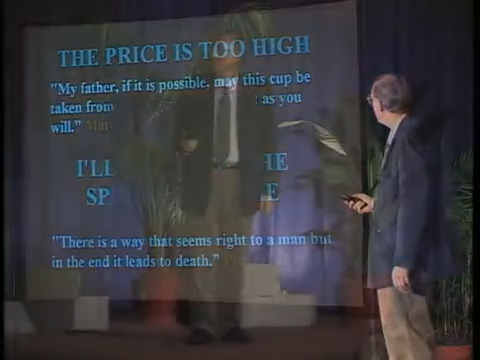 THE PRICE IS TOO HIGH
"My father, if it is possible, may this cup be
taken from : as you
will."
I'LL HE
SP E
"There is a way that seems right to a man but
in the end it leads to death."